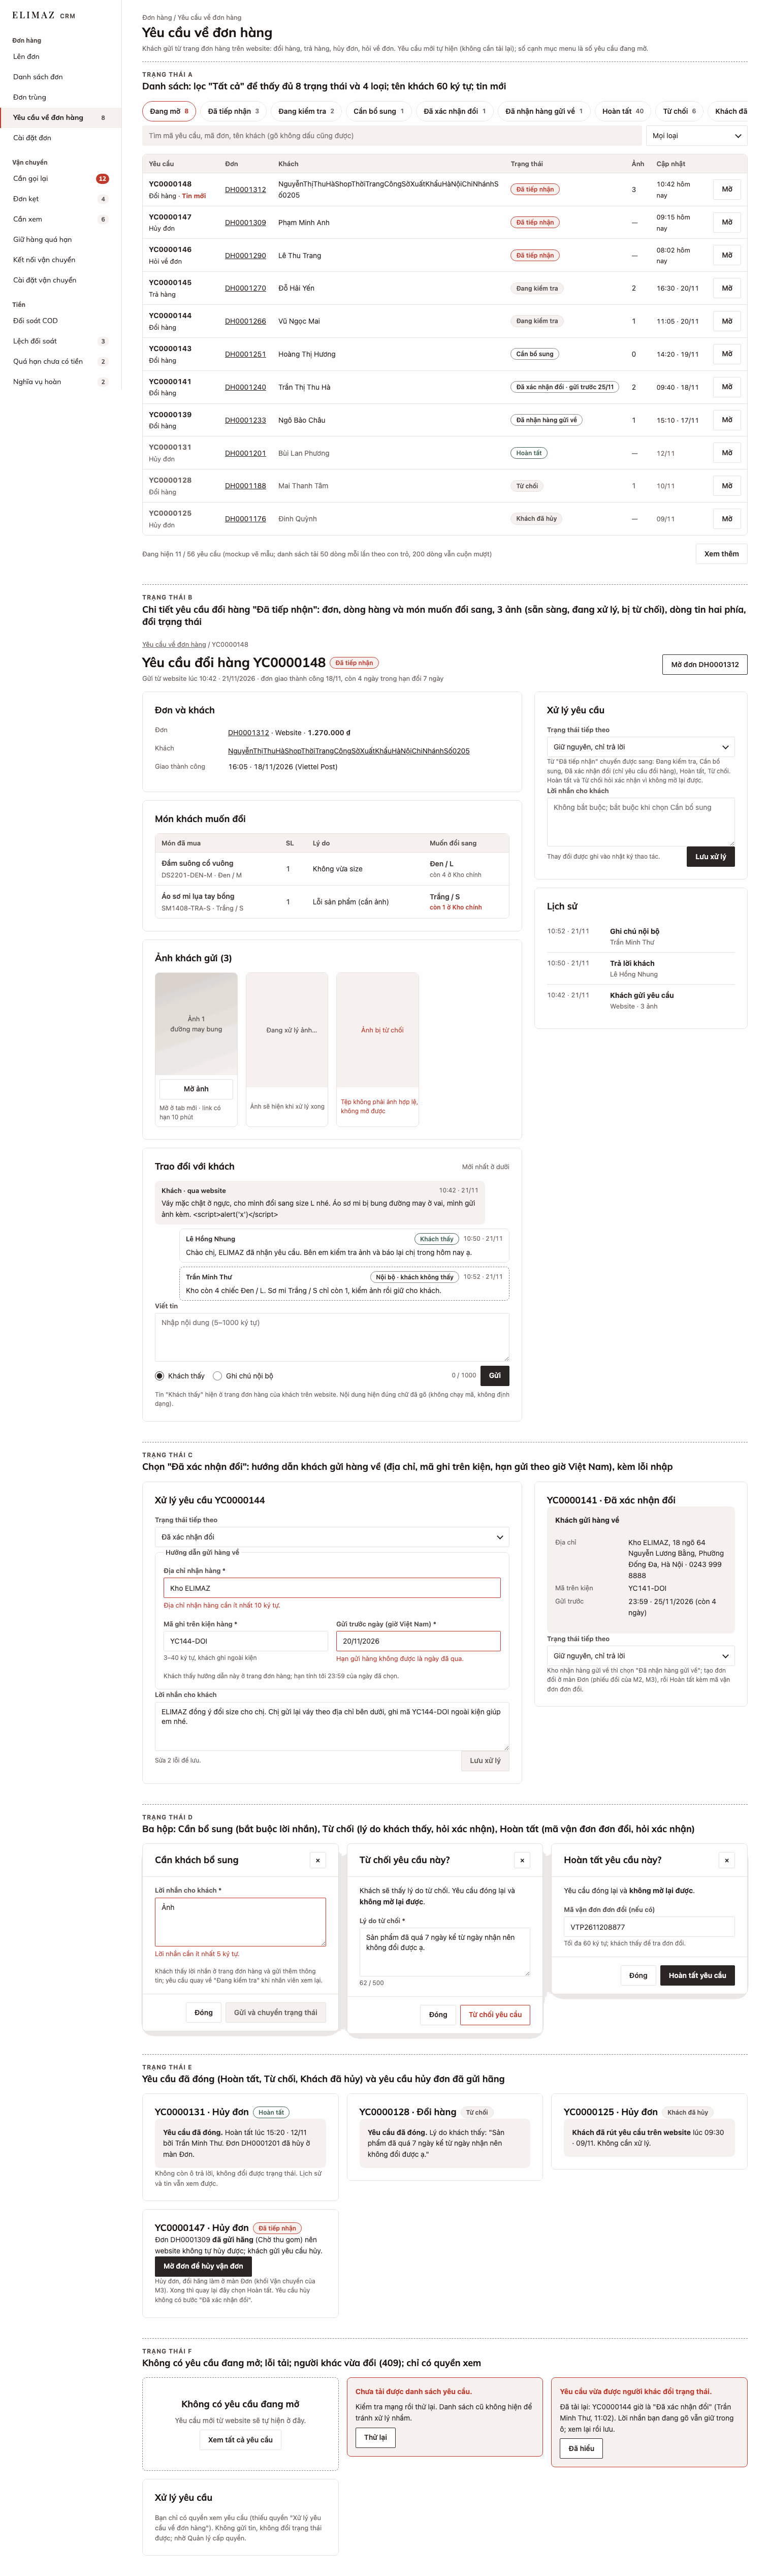 ELIMAZ CRM
Đơn hàng
Lên đơn
Danh sách đơn
Đơn trùng
Yêu cầu về đơn hàng 8
Cài đặt đơn
Vận chuyển
Cần gọi lại 12
Đơn kẹt 4
Cần xem 6
Giữ hàng quá hạn
Kết nối vận chuyển
Cài đặt vận chuyển
Tiền
Đối soát COD
Lệch đối soát 3
Quá hạn chưa có tiền 2
Nghĩa vụ hoàn 2
Đơn hàng / Yêu cầu về đơn hàng
Yêu cầu về đơn hàng
Khách gửi từ trang đơn hàng trên website: đổi hàng, trả hàng, hủy đơn, hỏi về đơn. Yêu cầu mới tự hiện (không cần tải lại); số cạnh mục menu là số yêu cầu đang mở.
TRẠNG THÁI A
Danh sách: lọc "Tất cả" để thấy đủ 8 trạng thái và 4 loại; tên khách 60 ký tự; tin mới
Đang mở 8
Đã tiếp nhận 3
Đang kiểm tra 2
Cần bổ sung 1
Đã xác nhận đổi 1
Đã nhận hàng gửi về 1
Hoàn tất 40
Từ chối 6
Khách đã
Tìm mã yêu cầu, mã đơn, tên khách (gõ không dấu cũng được)
Mọi loại
Yêu cầu Đơn Khách Trạng thái Ảnh Cập nhật
YC0000148 DH0001312 NguyễnThịThuHàShopThờiTrangCôngSởXuấtKhẩuHàNộiChiNhánhS Đã tiếp nhận 3 10:42 hôm Mở
Đổi hàng · Tin mới ố0205 nay
YC0000147 DH0001309 Phạm Minh Anh Đã tiếp nhận — 09:15 hôm Mở
Hủy đơn nay
YC0000146 DH0001290 Lê Thu Trang Đã tiếp nhận — 08:02 hôm Mở
Hỏi về đơn nay
YC0000145 DH0001270 Đỗ Hải Yến Đang kiểm tra 2 16:30 · 20/11 Mở
Trả hàng
YC0000144 DH0001266 Vũ Ngọc Mai Đang kiểm tra 1 11:05 · 20/11 Mở
Đổi hàng
YC0000143 DH0001251 Hoàng Thị Hương Cần bổ sung 0 14:20 · 19/11 Mở
Đổi hàng
YC0000141 DH0001240 Trần Thị Thu Hà Đã xác nhận đổi · gửi trước 25/11 2 09:40 · 18/11 Mở
Đổi hàng
YC0000139 DH0001233 Ngô Bảo Châu Đã nhận hàng gửi về 1 15:10 · 17/11 Mở
Đổi hàng
YC0000131 DH0001201 Bùi Lan Phương Hoàn tất — 12/11 Mở
Hủy đơn
YC0000128 DH0001188 Mai Thanh Tâm Từ chối 1 10/11 Mở
Đổi hàng
YC0000125 DH0001176 Đinh Quỳnh Khách đã hủy — 09/11 Mở
Hủy đơn
Đang hiện 11 / 56 yêu cầu (mockup vẽ mẫu; danh sách tải 50 dòng mỗi lần theo con trỏ, 200 dòng vẫn cuộn mượt)
Xem thêm
TRẠNG THÁI B
Chi tiết yêu cầu đổi hàng "Đã tiếp nhận": đơn, dòng hàng và món muốn đổi sang, 3 ảnh (sẵn sàng, đang xử lý, bị từ chối), dòng tin hai phía,
đổi trạng thái
Yêu cầu về đơn hàng / YC0000148
Yêu cầu đổi hàng YC0000148 Đã tiếp nhận
Mở đơn DH0001312
Gửi từ website lúc 10:42 · 21/11/2026 · đơn giao thành công 18/11, còn 4 ngày trong hạn đổi 7 ngày
Đơn và khách
Đơn DH0001312 · Website · 1.270.000 ₫
Khách NguyễnThịThuHàShopThờiTrangCôngSởXuấtKhẩuHàNộiChiNhánhSố0205
Giao thành công 16:05 · 18/11/2026 (Viettel Post)
Món khách muốn đổi
Món đã mua SL Lý do Muốn đổi sang
Đầm suông cổ vuông 1 Không vừa size Đen / L
DS2201-DEN-M · Đen / M còn 4 ở Kho chính
Áo sơ mi lụa tay bồng 1 Lỗi sản phẩm (cần ảnh) Trắng / S
SM1408-TRA-S · Trắng / S còn 1 ở Kho chính
Ảnh khách gửi (3)
Ảnh 1
đường may bung
Mở ảnh
Mở ở tab mới · link có
hạn 10 phút
Đang xử lý ảnh...
Ảnh sẽ hiện khi xử lý xong
Ảnh bị từ chối
Tệp không phải ảnh hợp lệ,
không mở được
Trao đổi với khách Mới nhất ở dưới
Khách · qua website 10:42 · 21/11
Váy mặc chật ở ngực, cho mình đổi sang size L nhé. Áo sơ mi bị bung đường may ở vai, mình gửi
ảnh kèm. <script>alert('x')</script>
Lê Hồng Nhung Khách thấy 10:50 · 21/11
Chào chị, ELIMAZ đã nhận yêu cầu. Bên em kiểm tra ảnh và báo lại chị trong hôm nay ạ.
Trần Minh Thư Nội bộ · khách không thấy 10:52 · 21/11
Kho còn 4 chiếc Đen / L. Sơ mi Trắng / S chỉ còn 1, kiểm ảnh rồi giữ cho khách.
Viết tin
Nhập nội dung (5–1000 ký tự)
Khách thấy Ghi chú nội bộ 0 / 1000 Gửi
Tin "Khách thấy" hiện ở trang đơn hàng của khách trên website. Nội dung hiện đúng chữ đã gõ (không chạy mã, không định
dạng).
Xử lý yêu cầu
Trạng thái tiếp theo
Giữ nguyên, chỉ trả lời
Từ "Đã tiếp nhận" chuyển được sang: Đang kiểm tra, Cần bổ
sung, Đã xác nhận đổi (chỉ yêu cầu đổi hàng), Hoàn tất, Từ chối.
Hoàn tất và Từ chối hỏi xác nhận vì không mở lại được.
Lời nhắn cho khách
Không bắt buộc; bắt buộc khi chọn Cần bổ sung
Thay đổi được ghi vào nhật ký thao tác.
Lưu xử lý
Lịch sử
10:52 · 21/11 Ghi chú nội bộ
Trần Minh Thư
10:50 · 21/11 Trả lời khách
Lê Hồng Nhung
10:42 · 21/11 Khách gửi yêu cầu
Website · 3 ảnh
TRẠNG THÁI C
Chọn "Đã xác nhận đổi": hướng dẫn khách gửi hàng về (địa chỉ, mã ghi trên kiện, hạn gửi theo giờ Việt Nam), kèm lỗi nhập
Xử lý yêu cầu YC0000144
Trạng thái tiếp theo
Đã xác nhận đổi
Hướng dẫn gửi hàng về
Địa chỉ nhận hàng *
Kho ELIMAZ
Địa chỉ nhận hàng cần ít nhất 10 ký tự.
Mã ghi trên kiện hàng * Gửi trước ngày (giờ Việt Nam) *
YC144-DOI 20/11/2026
3–40 ký tự, khách ghi ngoài kiện Hạn gửi hàng không được là ngày đã qua.
Khách thấy hướng dẫn này ở trang đơn hàng; hạn tính tới 23:59 của ngày đã chọn.
Lời nhắn cho khách
ELIMAZ đồng ý đổi size cho chị. Chị gửi lại váy theo địa chỉ bên dưới, ghi mã YC144-DOI ngoài kiện giúp
em nhé.
Sửa 2 lỗi để lưu.
Lưu xử lý
YC0000141 · Đã xác nhận đổi
Khách gửi hàng về
Địa chỉ Kho ELIMAZ, 18 ngõ 64
Nguyễn Lương Bằng, Phường
Đống Đa, Hà Nội · 0243 999
8888
Mã trên kiện YC141-DOI
Gửi trước 23:59 · 25/11/2026 (còn 4
ngày)
Trạng thái tiếp theo
Giữ nguyên, chỉ trả lời
Kho nhận hàng gửi về thì chọn "Đã nhận hàng gửi về"; tạo đơn
đổi ở màn Đơn (phiếu đổi của M2, M3), rồi Hoàn tất kèm mã vận
đơn đơn đổi.
TRẠNG THÁI D
Ba hộp: Cần bổ sung (bắt buộc lời nhắn), Từ chối (lý do khách thấy, hỏi xác nhận), Hoàn tất (mã vận đơn đơn đổi, hỏi xác nhận)
Cần khách bổ sung ×
Lời nhắn cho khách *
Ảnh
Lời nhắn cần ít nhất 5 ký tự.
Khách thấy lời nhắn ở trang đơn hàng và gửi thêm thông
tin; yêu cầu quay về "Đang kiểm tra" khi nhân viên xem lại.
Đóng Gửi và chuyển trạng thái
Từ chối yêu cầu này? ×
Khách sẽ thấy lý do từ chối. Yêu cầu đóng lại và
không mở lại được.
Lý do từ chối *
Sản phẩm đã quá 7 ngày kể từ ngày nhận nên
không đổi được ạ.
62 / 500
Đóng Từ chối yêu cầu
Hoàn tất yêu cầu này? ×
Yêu cầu đóng lại và không mở lại được.
Mã vận đơn đơn đổi (nếu có)
VTP2611208877
Tối đa 60 ký tự; khách thấy để tra đơn đổi.
Đóng Hoàn tất yêu cầu
TRẠNG THÁI E
Yêu cầu đã đóng (Hoàn tất, Từ chối, Khách đã hủy) và yêu cầu hủy đơn đã gửi hãng
YC0000131 · Hủy đơn Hoàn tất
Yêu cầu đã đóng. Hoàn tất lúc 15:20 · 12/11
bởi Trần Minh Thư. Đơn DH0001201 đã hủy ở
màn Đơn.
Không còn ô trả lời, không đổi được trạng thái. Lịch sử
và tin vẫn xem được.
YC0000128 · Đổi hàng Từ chối
Yêu cầu đã đóng. Lý do khách thấy: "Sản
phẩm đã quá 7 ngày kể từ ngày nhận nên
không đổi được ạ."
YC0000125 · Hủy đơn Khách đã hủy
Khách đã rút yêu cầu trên website lúc 09:30
· 09/11. Không cần xử lý.
YC0000147 · Hủy đơn Đã tiếp nhận
Đơn DH0001309 đã gửi hãng (Chờ thu gom) nên
website không tự hủy được; khách gửi yêu cầu hủy.
Mở đơn để hủy vận đơn
Hủy đơn, đổi hãng làm ở màn Đơn (khối Vận chuyển của
M3). Xong thì quay lại đây chọn Hoàn tất. Yêu cầu hủy
không có bước "Đã xác nhận đổi".
TRẠNG THÁI F
Không có yêu cầu đang mở; lỗi tải; người khác vừa đổi (409); chỉ có quyền xem
Không có yêu cầu đang mở
Yêu cầu mới từ website sẽ tự hiện ở đây.
Xem tất cả yêu cầu
Chưa tải được danh sách yêu cầu.
Kiểm tra mạng rồi thử lại. Danh sách cũ không hiện để
tránh xử lý nhầm.
Thử lại
Yêu cầu vừa được người khác đổi trạng thái.
Đã tải lại: YC0000144 giờ là "Đã xác nhận đổi" (Trần
Minh Thư, 11:02). Lời nhắn bạn đang gõ vẫn giữ trong
ô; xem lại rồi lưu.
Đã hiểu
Xử lý yêu cầu
Bạn chỉ có quyền xem yêu cầu (thiếu quyền "Xử lý yêu
cầu về đơn hàng"). Không gửi tin, không đổi trạng thái
được; nhờ Quản lý cấp quyền.